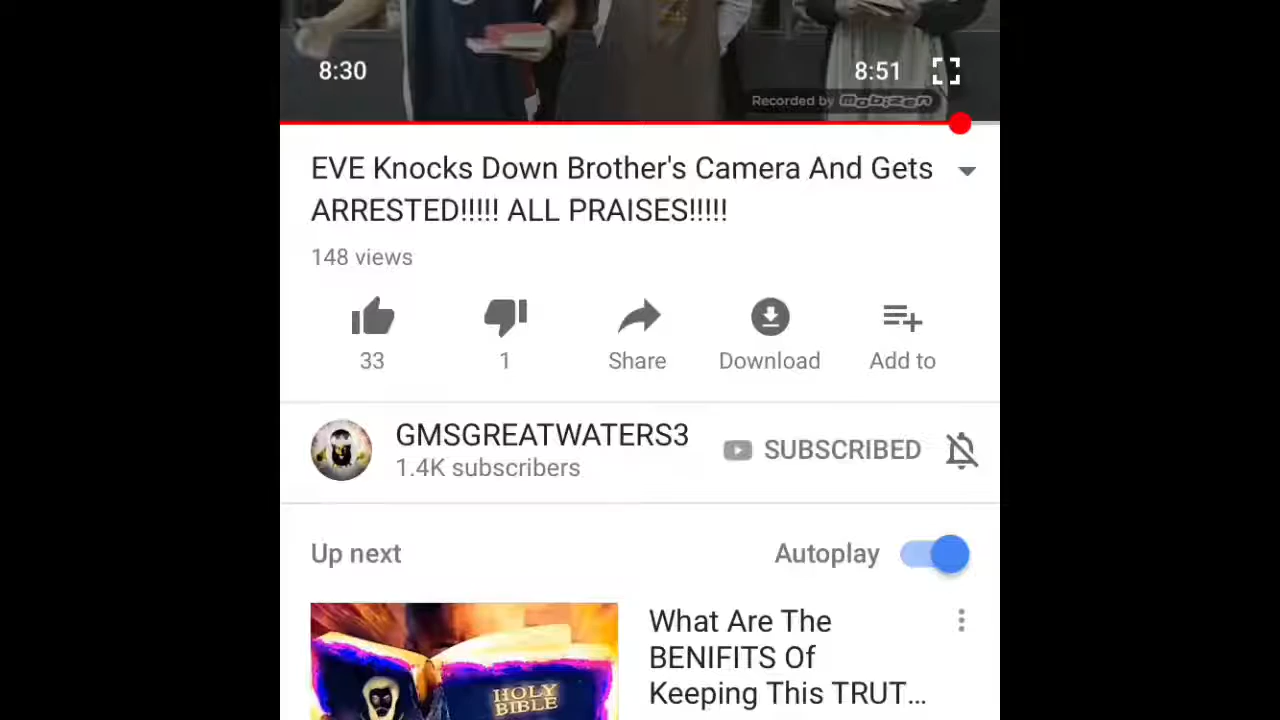 8:30
8:51
Recorded by mobizen
EVE Knocks Down Brother's Camera And Gets
ARRESTED!!!!! ALL PRAISES!!!!!
148 views
33
1
Share
Download
Add to
GMSGREATWATERS3
SUBSCRIBED
1.4K subscribers
Up next
Autoplay
What Are The
BENIFITS Of
Keeping This TRUT...
HOLY
BIBLE